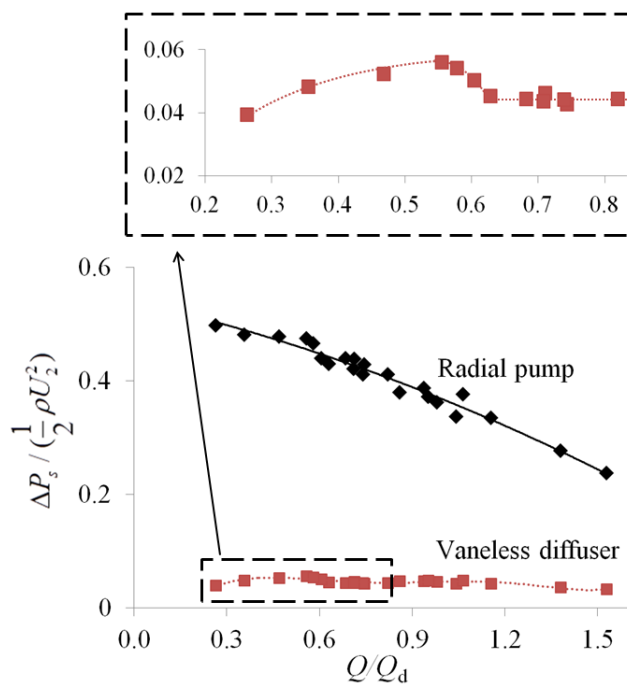 0.06
0.04
0.02
0.2 0.3 0.4 0.5 0.6 0.7 0.8
0.6
0.4
0.2
0
ΔP_s / (1/2 ρU_2^2)
Radial pump
Vaneless diffuser
0.0 0.3 0.6 0.9 1.2 1.5
Q/Q_d